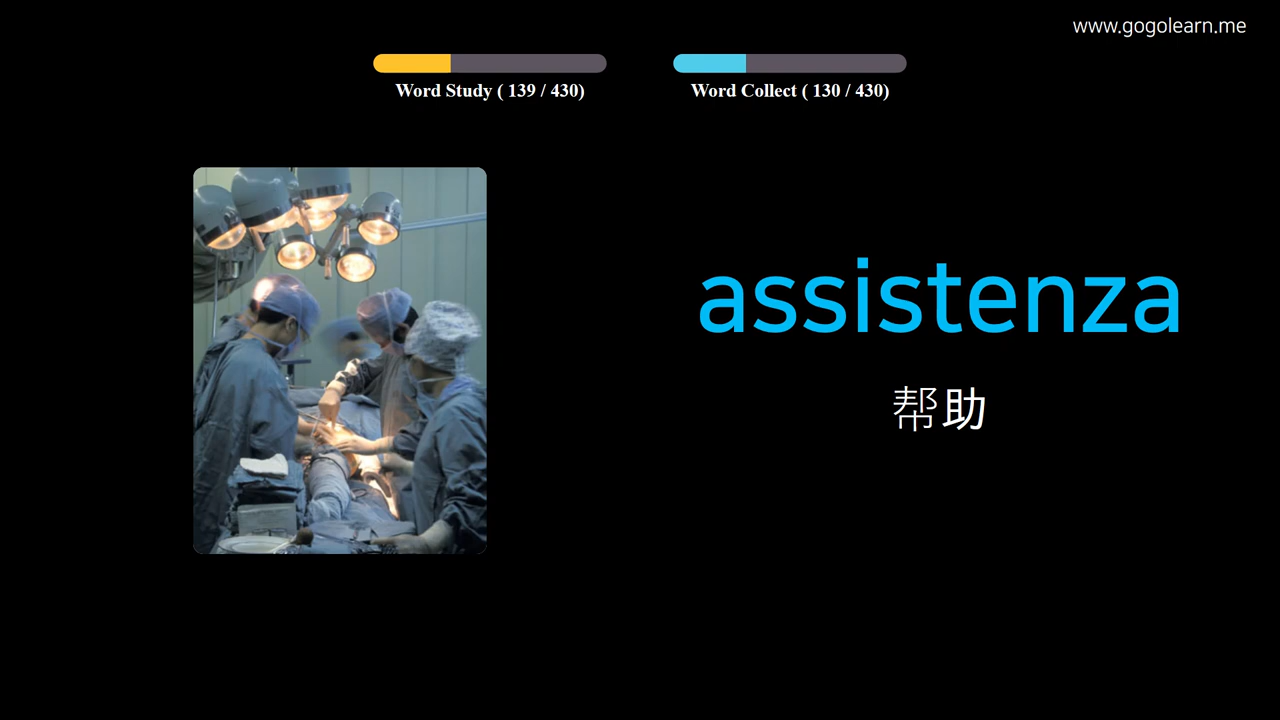 www.gogolearn.me
Word Study ( 139 / 430)
Word Collect ( 130 / 430)
assistenza
帮助